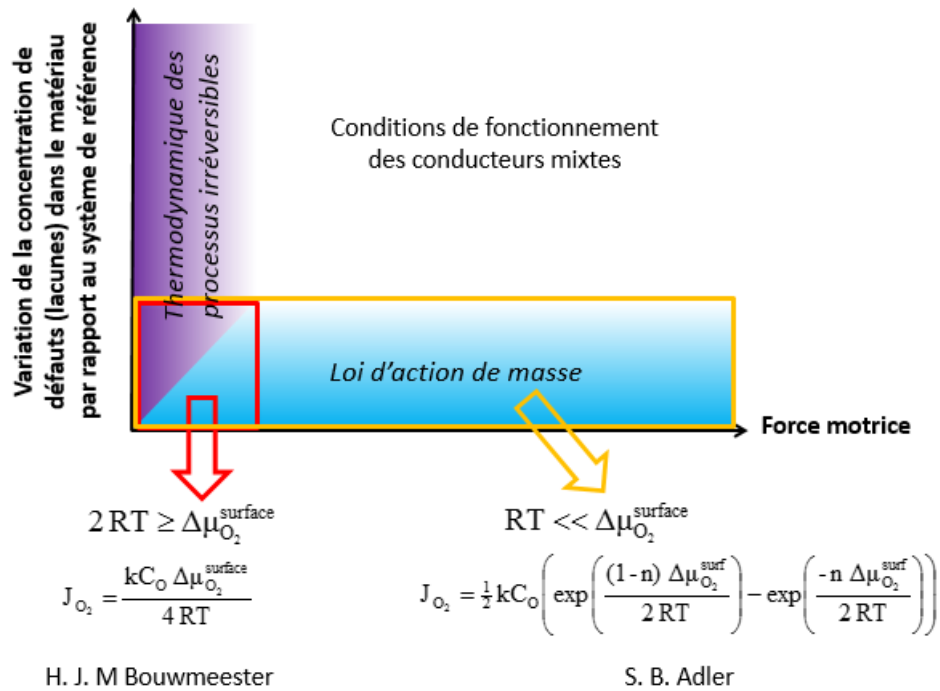 Variation de la concentration de
défauts (lacunes) dans le matériau
par rapport au système de référence
Thermodynamique des
processus irréversibles
Conditions de fonctionnement
des conducteurs mixtes
Loi d'action de masse
Force motrice
2 RT ≥ Δμ_{O₂}^{surface}
J_{O₂} = \frac{kC_O Δμ_{O₂}^{surface}}{4 RT}
H. J. M Bouwmeester
RT << Δμ_{O₂}^{surface}
J_{O₂} = ½ kC_O ( exp( \frac{(1-n) Δμ_{O₂}^{surf}}{2 RT} ) − exp( \frac{-n Δμ_{O₂}^{surf}}{2 RT} ) )
S. B. Adler